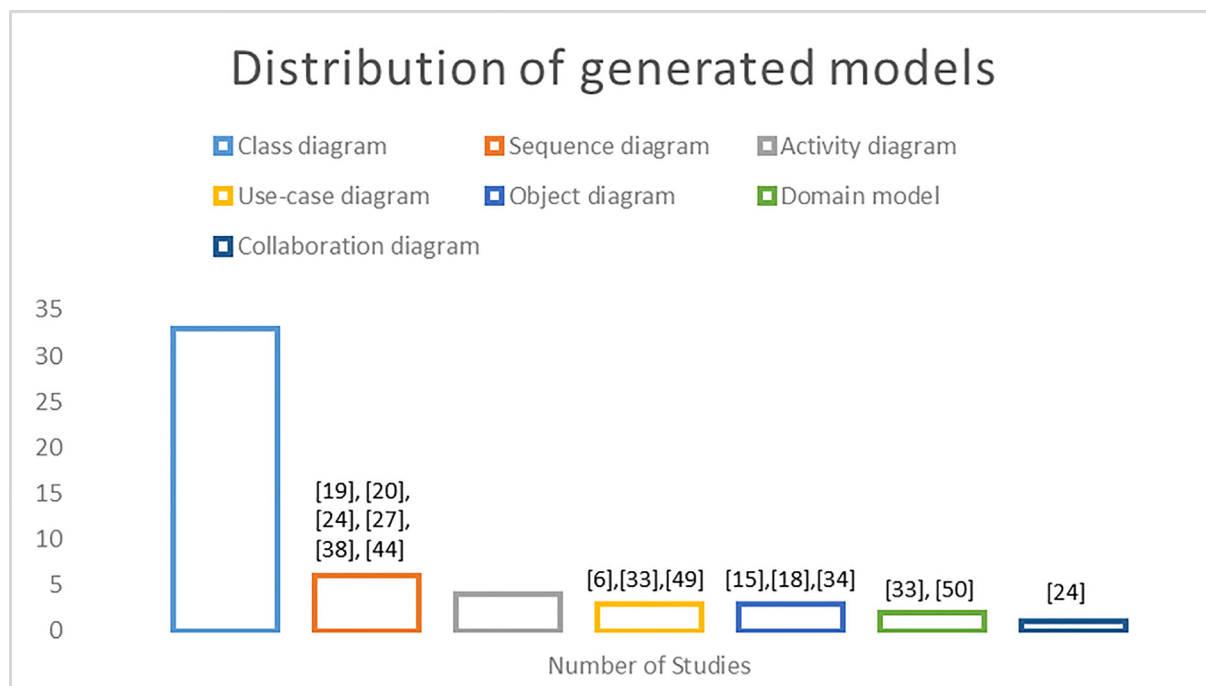 Distribution of generated models
Class diagram
Sequence diagram
Activity diagram
Use-case diagram
Object diagram
Domain model
Collaboration diagram
35
30
25
20
15
10
5
0
[19], [20],
[24], [27],
[38], [44]
[6],[33],[49]
[15],[18],[34]
[33], [50]
[24]
Number of Studies